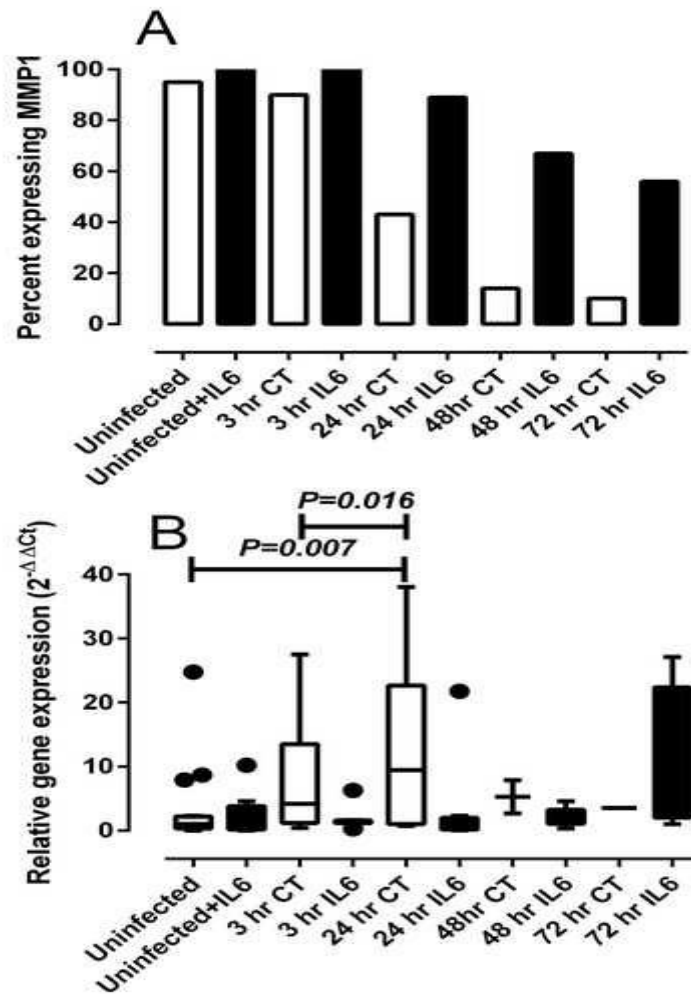 A
Percent expressing MMP1
100
80
60
40
20
0
Uninfected
Uninfected+IL6
3 hr CT
3 hr IL6
24 hr CT
24 hr IL6
48hr CT
48 hr IL6
72 hr CT
72 hr IL6
B
P=0.016
P=0.007
Relative gene expression (2^-ΔΔCt)
40
30
20
10
0
Uninfected
Uninfected+IL6
3 hr CT
3 hr IL6
24 hr CT
24 hr IL6
48hr CT
48 hr IL6
72 hr CT
72 hr IL6